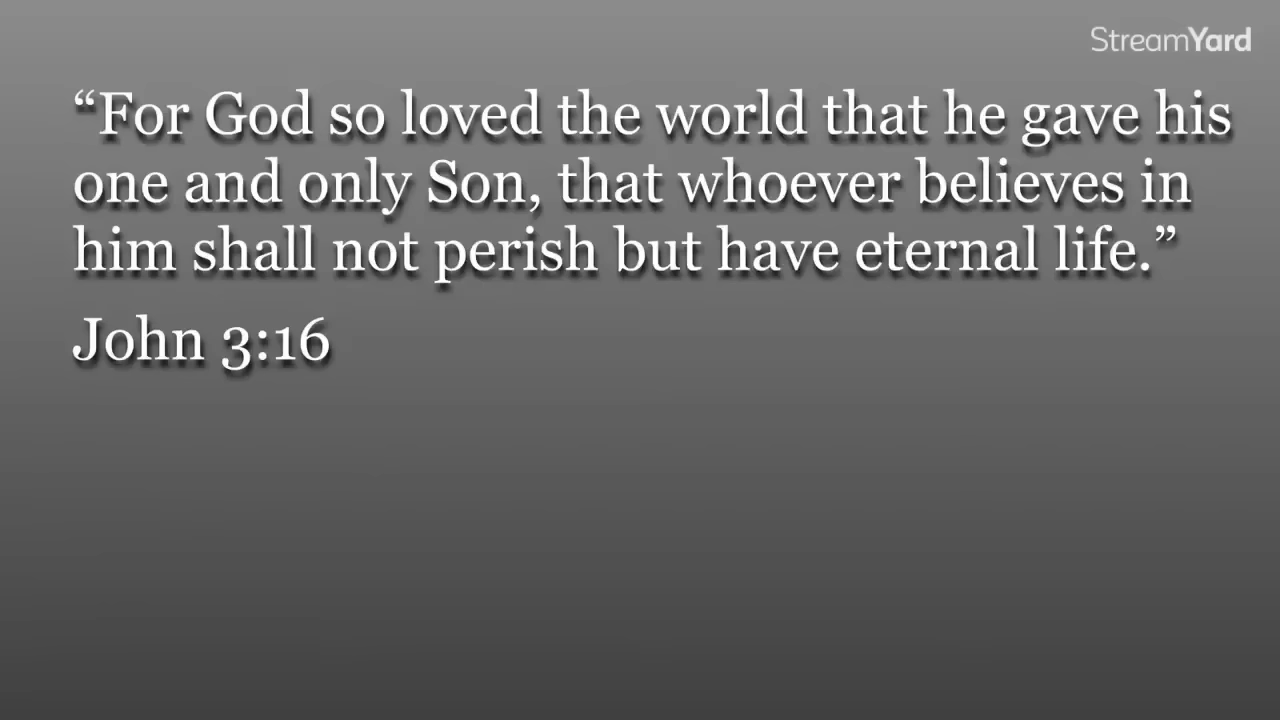 StreamYard
“For God so loved the world that he gave his
one and only Son, that whoever believes in
him shall not perish but have eternal life.”
John 3:16